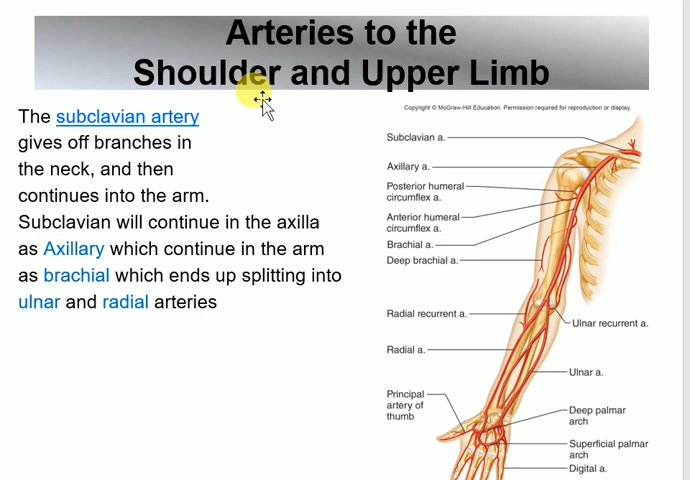 Arteries to the
Shoulder and Upper Limb
The subclavian artery
gives off branches in
the neck, and then
continues into the arm.
Subclavian will continue in the axilla
as Axillary which continue in the arm
as brachial which ends up splitting into
ulnar and radial arteries
Copyright © McGraw-Hill Education. Permission required for reproduction or display.
Subclavian a.
Axillary a.
Posterior humeral
circumflex a.
Anterior humeral
circumflex a.
Brachial a.
Deep brachial a.
Radial recurrent a.
Ulnar recurrent a.
Radial a.
Ulnar a.
Principal
artery of
thumb
Deep palmar
arch
Superficial palmar
arch
Digital a.